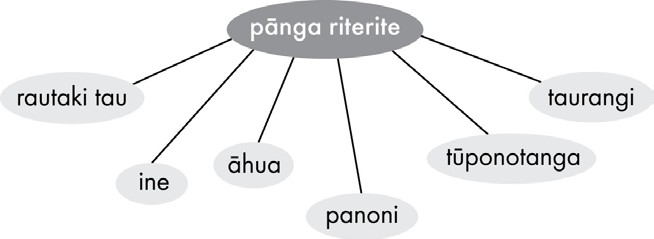 pānga riterite
rautaki tau
ine
āhua
panoni
tūponotanga
taurangi